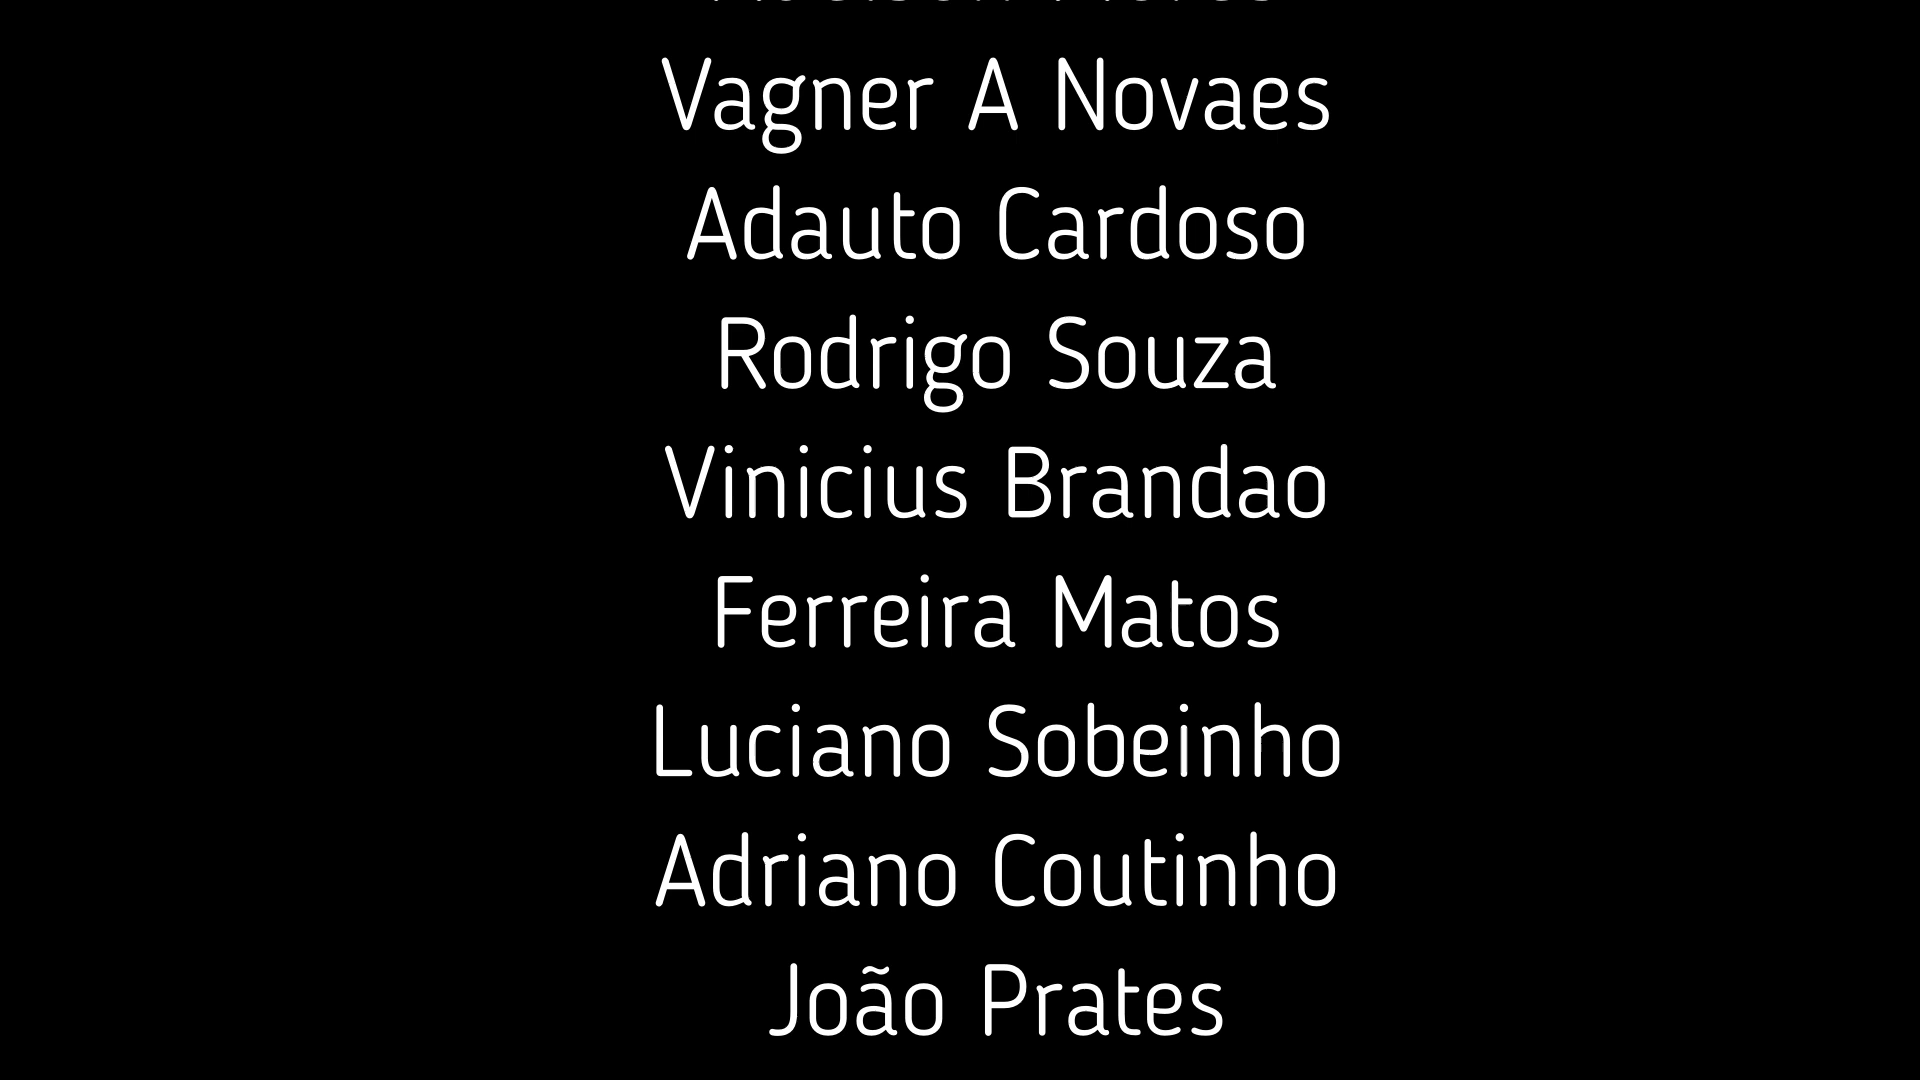 Vagner A Novaes
Adauto Cardoso
Rodrigo Souza
Vinicius Brandao
Ferreira Matos
Luciano Sobeinho
Adriano Coutinho
João Prates